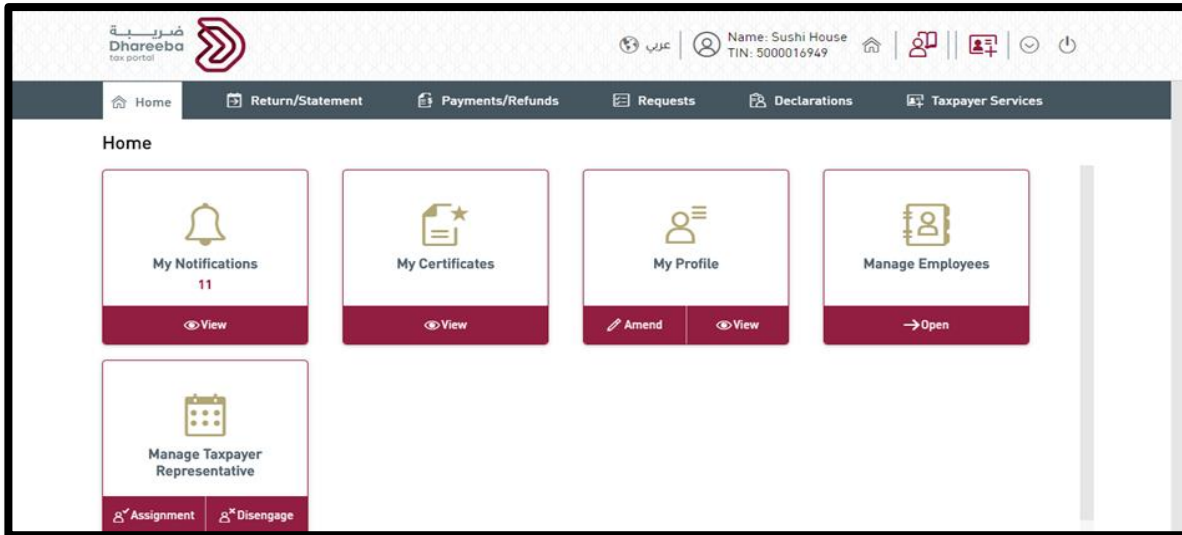 ضريبة
Dhareeba
tax portal
عربي
Name: Sushi House
TIN: 5000016949
Home
Return/Statement
Payments/Refunds
Requests
Declarations
Taxpayer Services
Home
My Notifications
11
View
My Certificates
View
My Profile
Amend
View
Manage Employees
Open
Manage Taxpayer
Representative
Assignment
Disengage